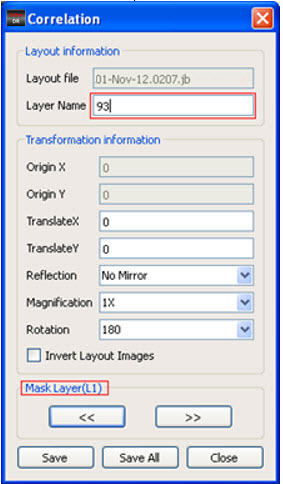 Correlation
Layout information
Layout file 01-Nov-12.0207.jb
Layer Name 93
Transformation information
Origin X 0
Origin Y 0
TranslateX 0
TranslateY 0
Reflection No Mirror
Magnification 1X
Rotation 180
Invert Layout Images
Mask Layer(L1)
<< >>
Save Save All Close